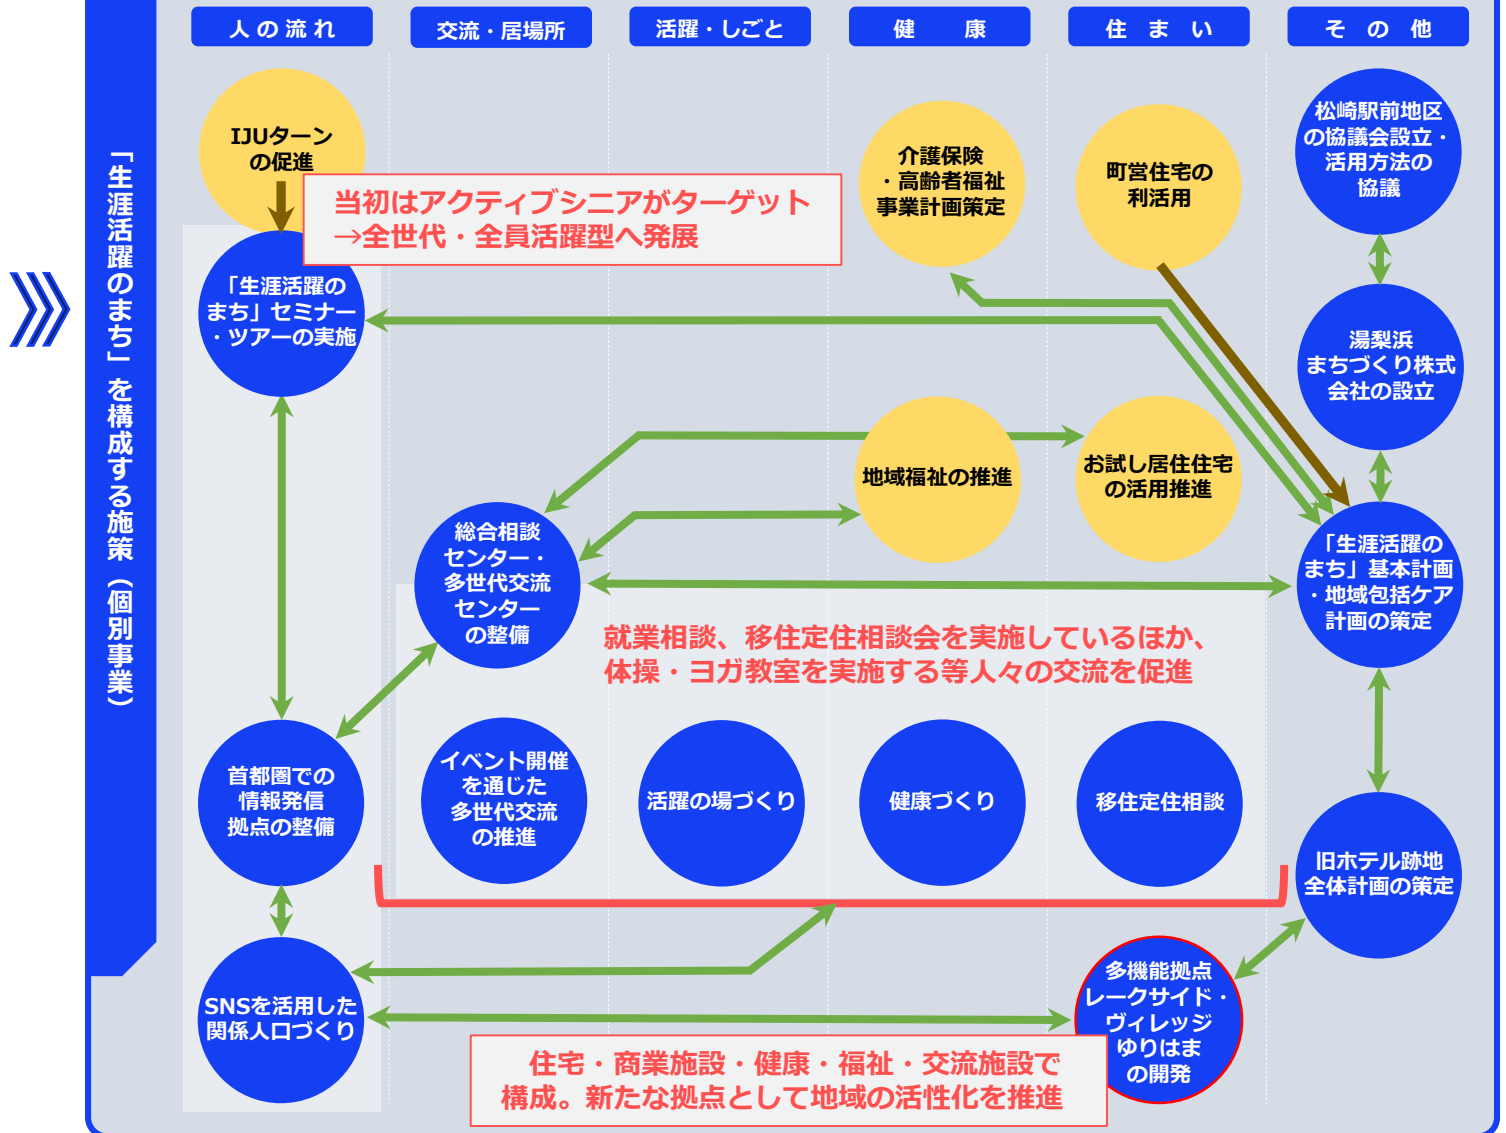 「生涯活躍のまち」を構成する施策（個別事業）
人の流れ
交流・居場所
活躍・しごと
健　康
住まい
その他
IJUターン
の促進
当初はアクティブシニアがターゲット
→全世代・全員活躍型へ発展
介護保険
・高齢者福祉
事業計画策定
町営住宅の
利活用
松崎駅前地区
の協議会設立・
活用方法の
協議
「生涯活躍の
まち」セミナー
・ツアーの実施
湯梨浜
まちづくり株式
会社の設立
地域福祉の推進
お試し居住住宅
の活用推進
総合相談
センター・
多世代交流
センター
の整備
「生涯活躍の
まち」基本計画
・地域包括ケア
計画の策定
就業相談、移住定住相談会を実施しているほか、
体操・ヨガ教室を実施する等人々の交流を促進
首都圏での
情報発信
拠点の整備
イベント開催
を通じた
多世代交流
の推進
活躍の場づくり
健康づくり
移住定住相談
旧ホテル跡地
全体計画の策定
SNSを活用した
関係人口づくり
多機能拠点
レークサイド・
ヴィレッジ
ゆりはま
の開発
住宅・商業施設・健康・福祉・交流施設で
構成。新たな拠点として地域の活性化を推進